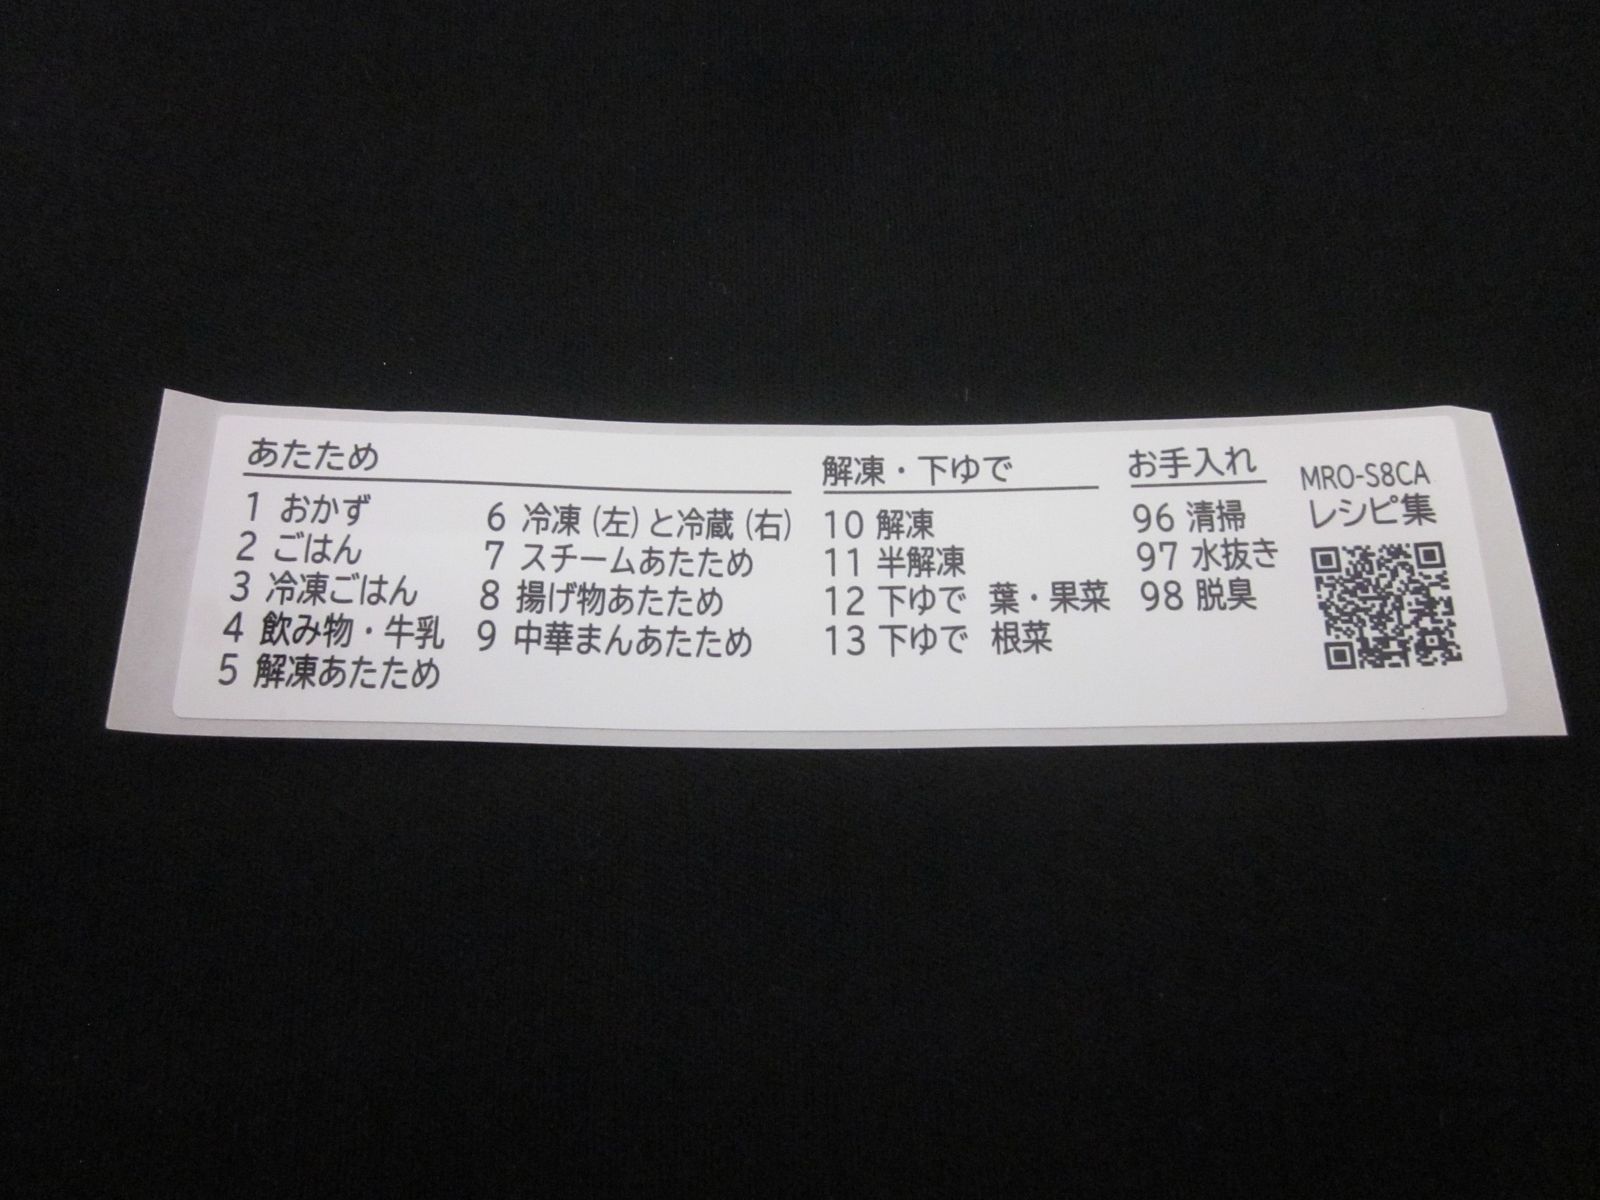 あたため
1 おかず
2 ごはん
3 冷凍ごはん
4 飲み物・牛乳
5 解凍あたため
6 冷凍(左)と冷蔵(右)
7 スチームあたため
8 揚げ物あたため
9 中華まんあたため
解凍・下ゆで
10 解凍
11 半解凍
12 下ゆで 葉・果菜
13 下ゆで 根菜
お手入れ
96 清掃
97 水抜き
98 脱臭
MRO-S8CA
レシピ集